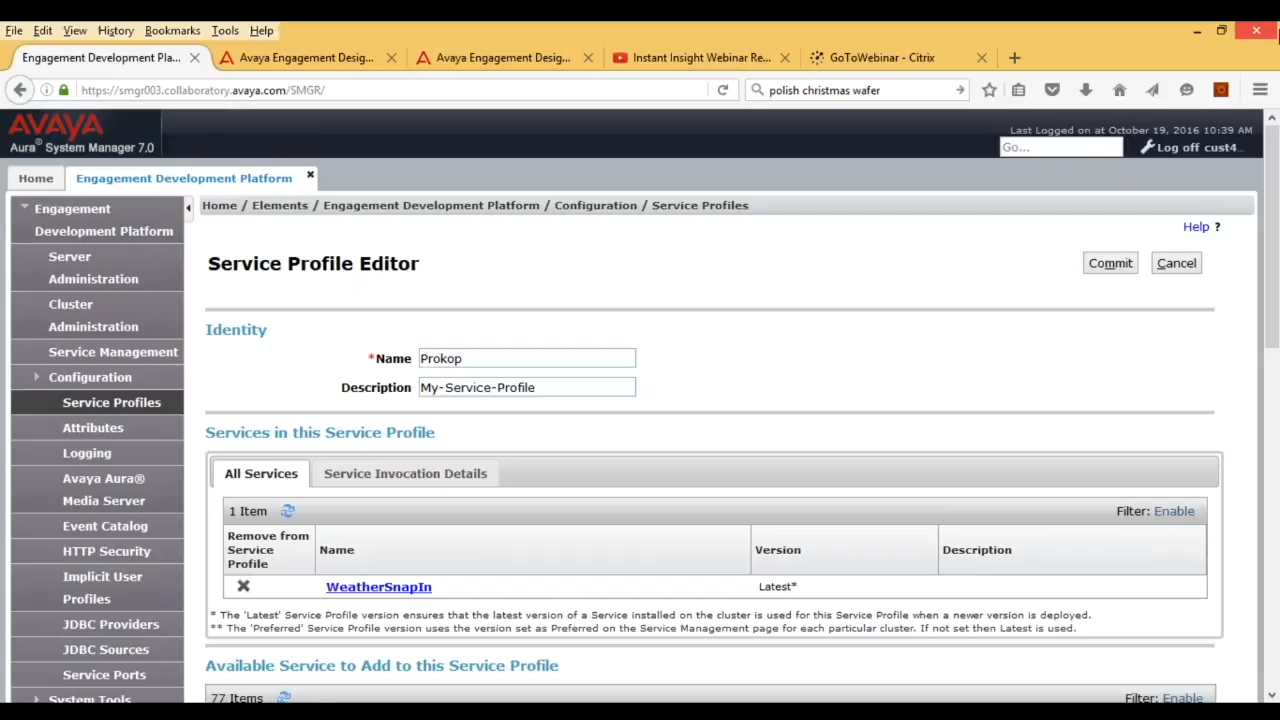 File Edit View History Bookmarks Tools Help
Engagement Development Pla... Avaya Engagement Desig... Avaya Engagement Desig... Instant Insight Webinar Re... GoToWebinar - Citrix
https://smgr003.collaboratory.avaya.com/SMGR/ polish christmas wafer
AVAYA
Aura® System Manager 7.0
Last Logged on at October 19, 2016 10:39 AM
Go... Log off cust4...
Home Engagement Development Platform
Engagement
Development Platform
Server
Administration
Cluster
Administration
Service Management
Configuration
Service Profiles
Attributes
Logging
Avaya Aura®
Media Server
Event Catalog
HTTP Security
Implicit User
Profiles
JDBC Providers
JDBC Sources
Service Ports
System Tools
Home / Elements / Engagement Development Platform / Configuration / Service Profiles
Help ?
Service Profile Editor
Commit Cancel
Identity
*Name Prokop
Description My-Service-Profile
Services in this Service Profile
All Services Service Invocation Details
1 Item Filter: Enable
Remove from
Service
Profile
Name Version Description
WeatherSnapIn Latest*
* The 'Latest' Service Profile version ensures that the latest version of a Service installed on the cluster is used for this Service Profile when a newer version is deployed.
** The 'Preferred' Service Profile version uses the version set as Preferred on the Service Management page for each particular cluster. If not set then Latest is used.
Available Service to Add to this Service Profile
77 Items Filter: Enable